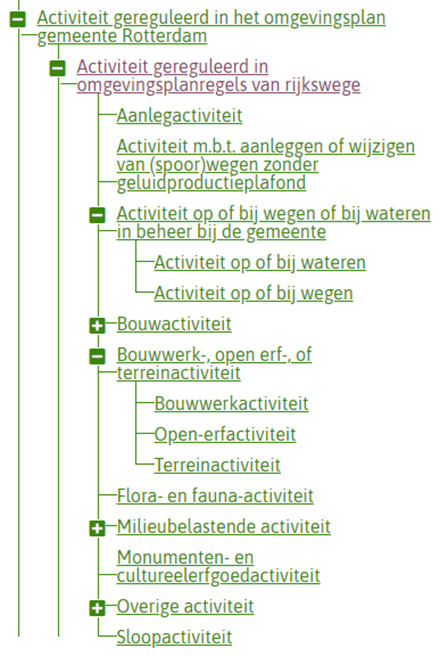 Activiteit gereguleerd in het omgevingsplan
gemeente Rotterdam
Activiteit gereguleerd in
omgevingsplanregels van rijkswege
Aanlegactiviteit
Activiteit m.b.t. aanleggen of wijzigen
van (spoor)wegen zonder
geluidproductieplafond
Activiteit op of bij wegen of bij wateren
in beheer bij de gemeente
Activiteit op of bij wateren
Activiteit op of bij wegen
Bouwactiviteit
Bouwwerk-, open erf-, of
terreinactiviteit
Bouwwerkactiviteit
Open-erfactiviteit
Terreinactiviteit
Flora- en fauna-activiteit
Milieubelastende activiteit
Monumenten- en
cultureelerfgoedactiviteit
Overige activiteit
Sloopactiviteit